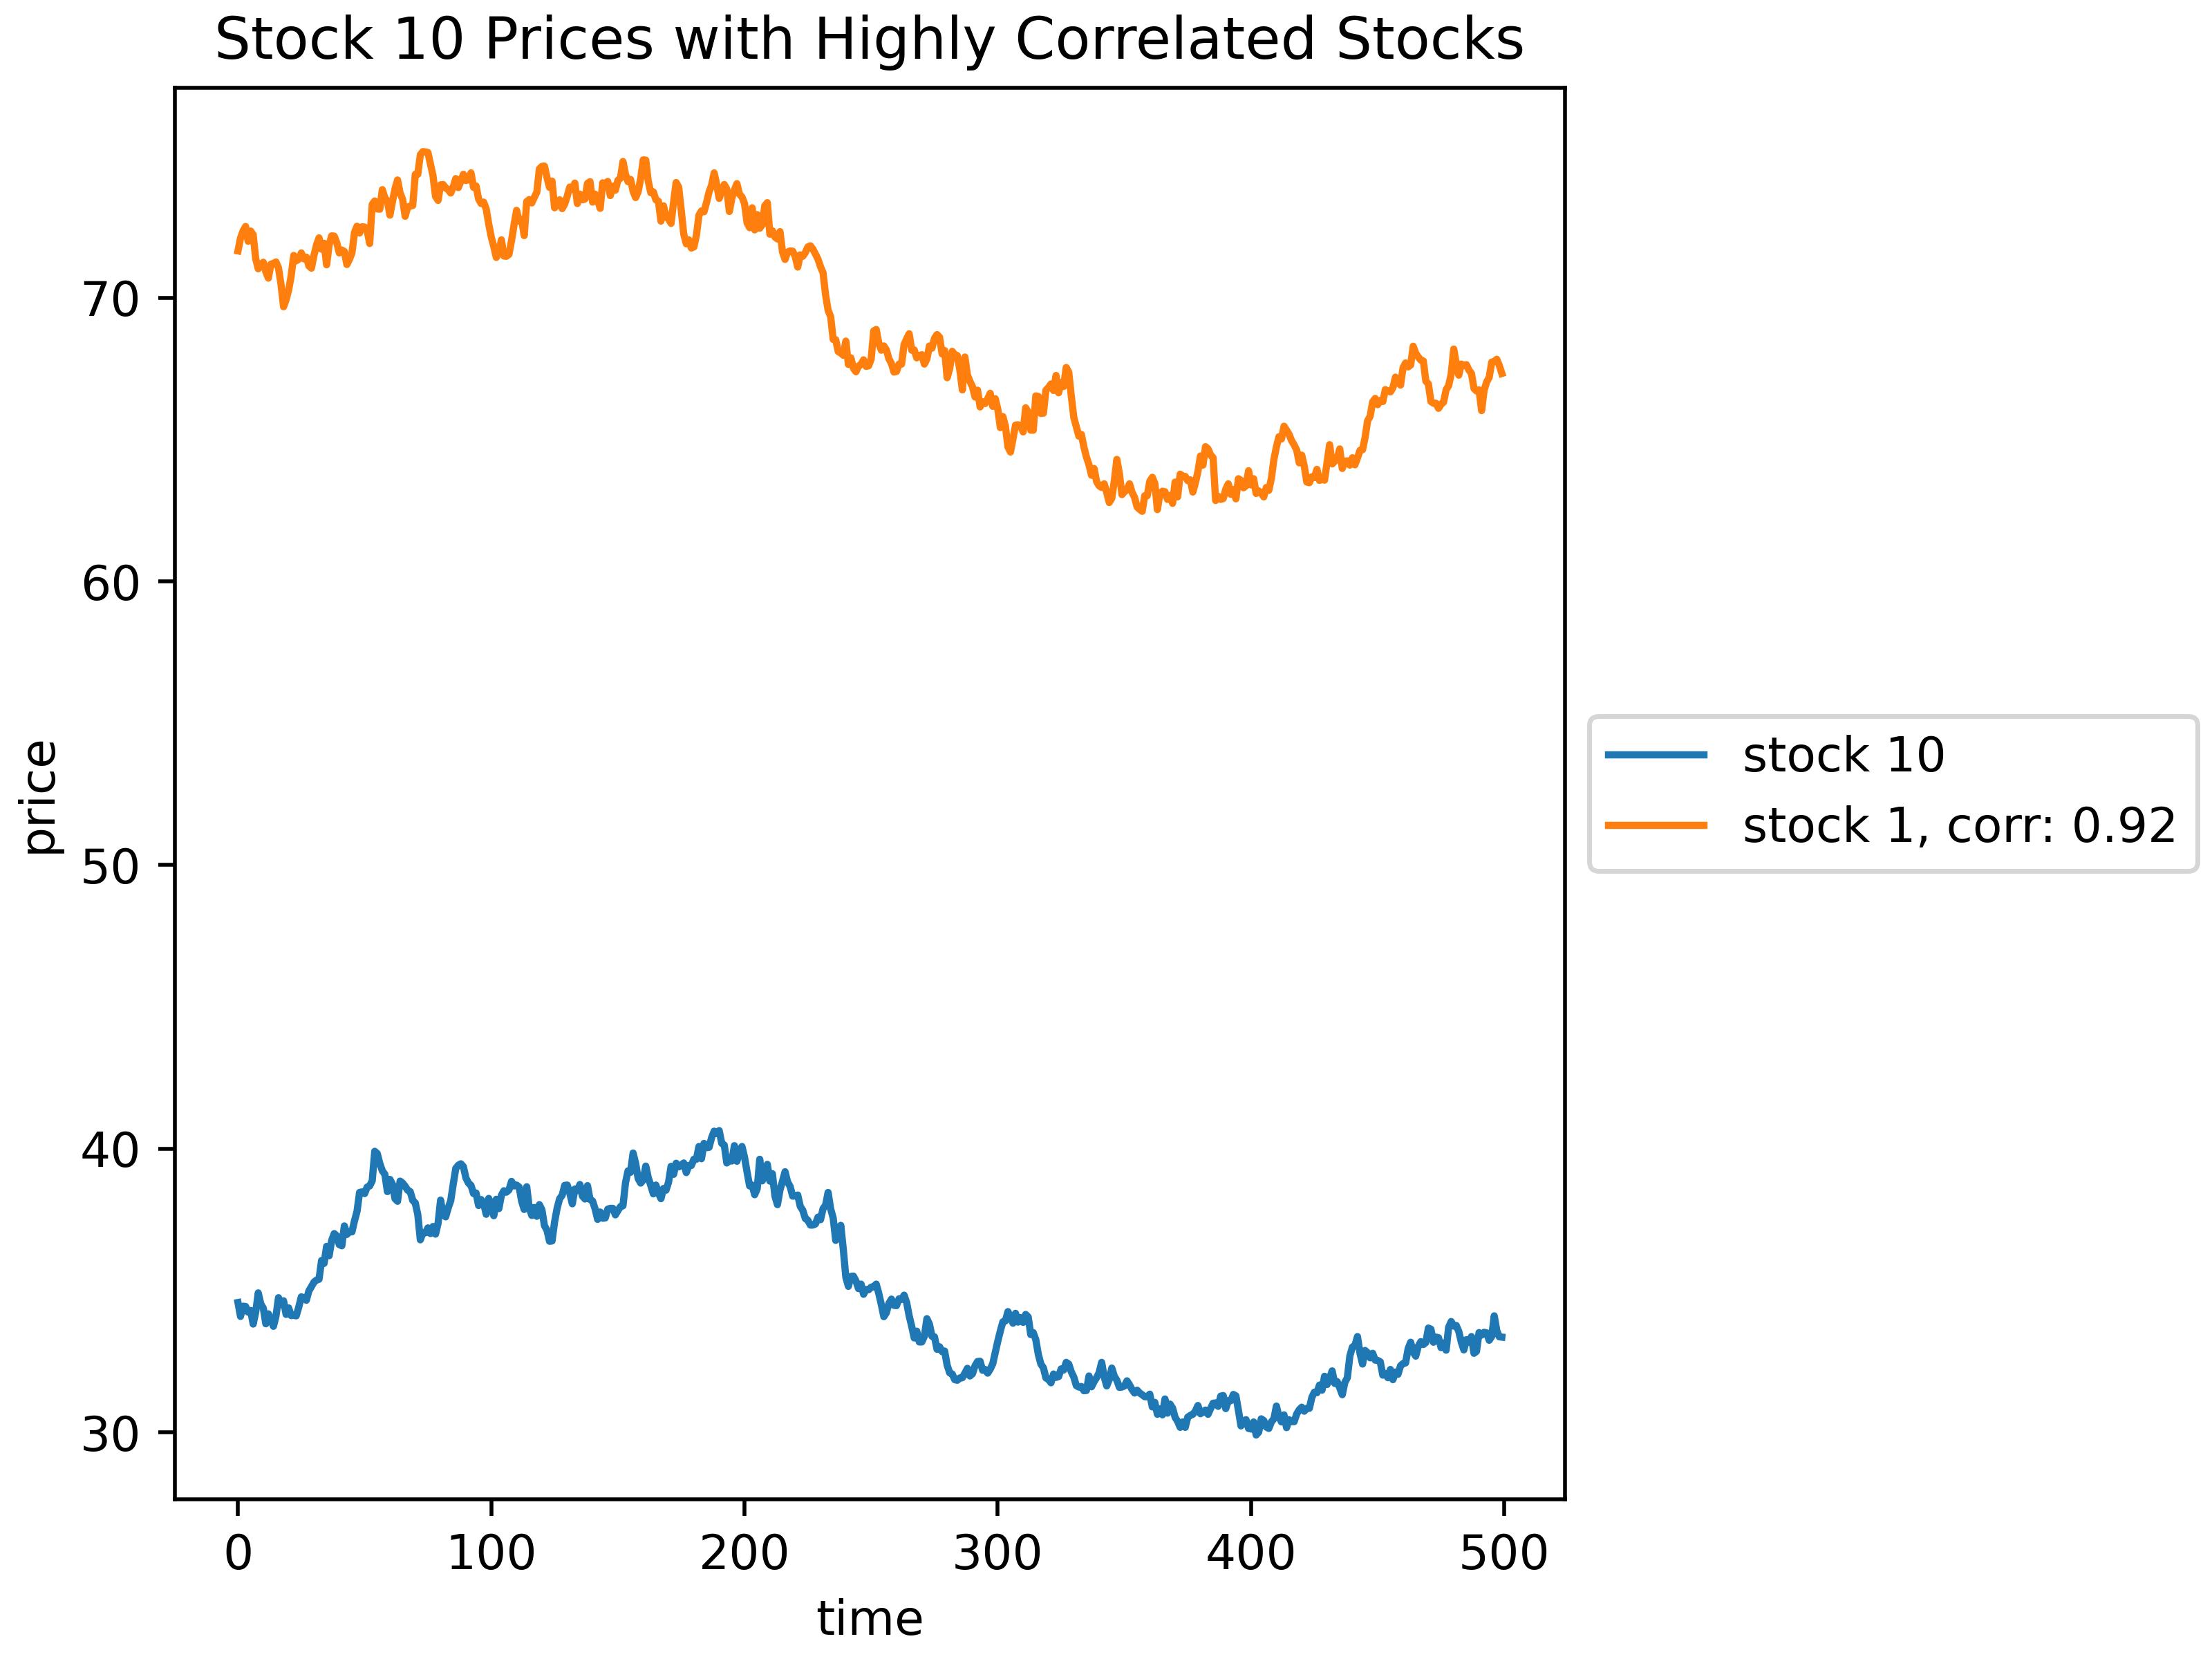 Stock 10 Prices with Highly Correlated Stocks
price
70
60
50
40
30
0 100 200 300 400 500
time
stock 10
stock 1, corr: 0.92